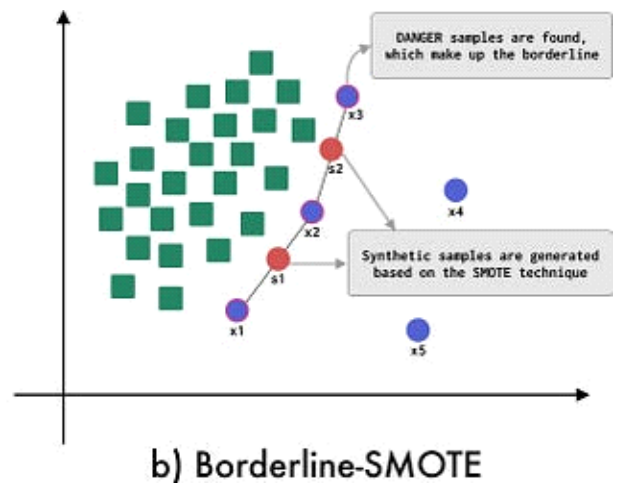 DANGER samples are found,
which make up the borderline
x3
s2
x4
x2
Synthetic samples are generated
based on the SMOTE technique
s1
x1
x5
b) Borderline-SMOTE